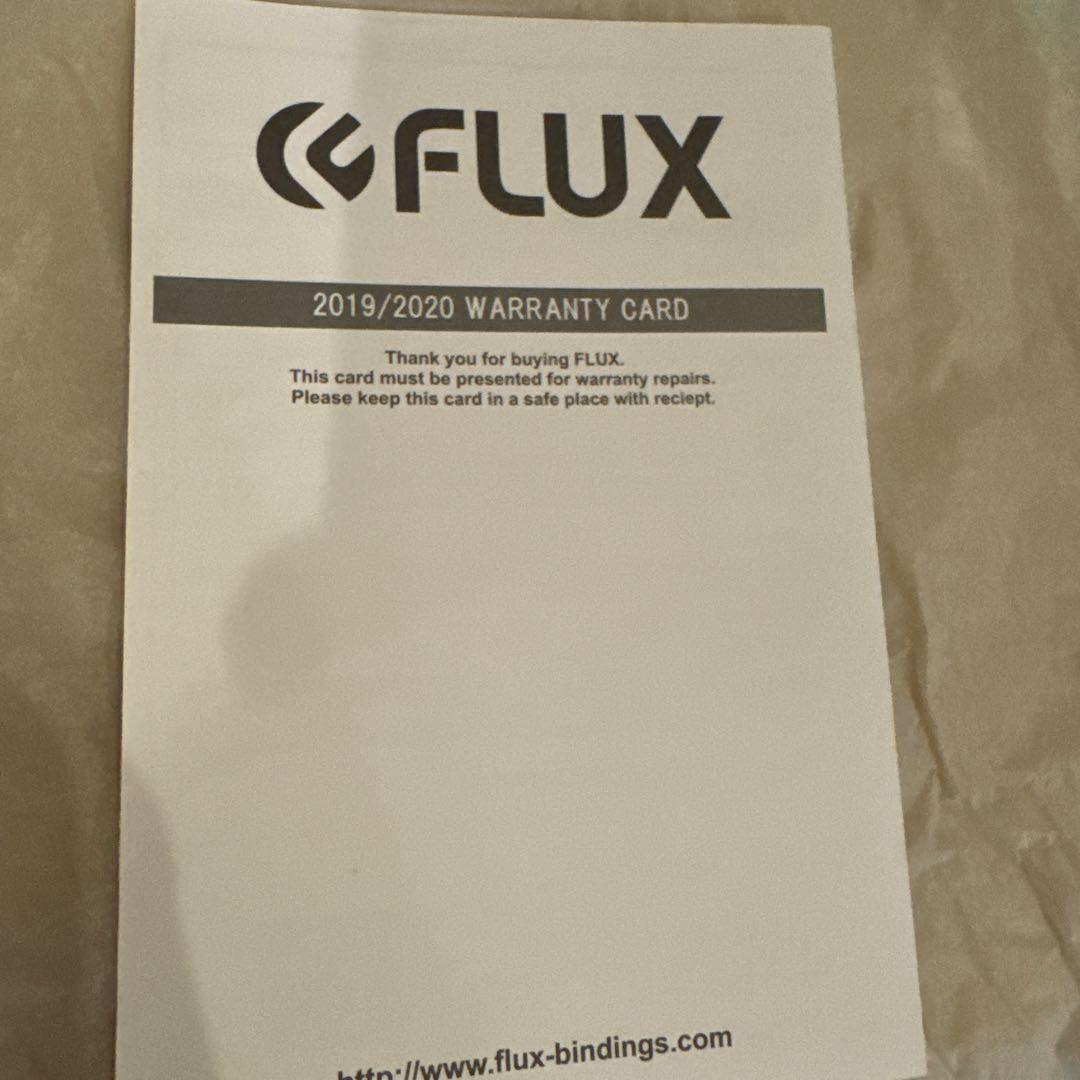 FLUX
2019/2020 WARRANTY CARD
Thank you for buying FLUX.
This card must be presented for warranty repairs.
Please keep this card in a safe place with reciept.
http://www.flux-bindings.com